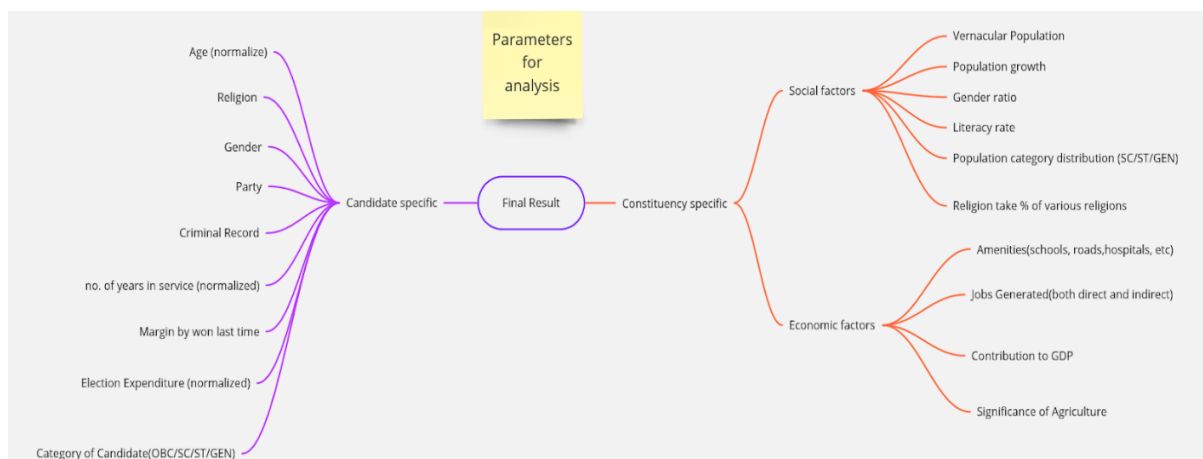 Parameters
for
analysis
Age (normalize)
Religion
Gender
Party
Criminal Record
no. of years in service (normalized)
Margin by won last time
Election Expenditure (normalized)
Category of Candidate(OBC/SC/ST/GEN)
Candidate specific
Final Result
Constituency specific
Social factors
Vernacular Population
Population growth
Gender ratio
Literacy rate
Population category distribution (SC/ST/GEN)
Religion take % of various religions
Economic factors
Amenities(schools, roads,hospitals, etc)
Jobs Generated(both direct and indirect)
Contribution to GDP
Significance of Agriculture